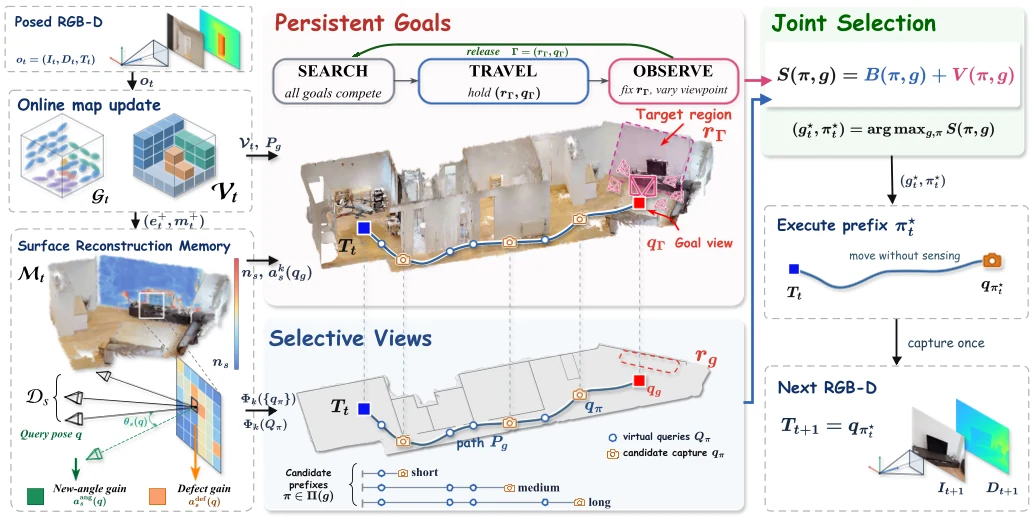 Posed RGB-D
o_t = (I_t, D_t, T_t)
o_t
Online map update
G_t
V_t
(e_t^+, m_t^+)
Surface Reconstruction Memory
M_t
n_s
D_s
θ_s(q)
Query pose q
New-angle gain
a_s^ang(q)
Defect gain
a_s^def(q)
V_t, P_g
n_s, a_s^k(q_g)
Φ_k({q_π})
Φ_k(Q_π)
Persistent Goals
release Γ = (r_Γ, q_Γ)
SEARCH
all goals compete
TRAVEL
hold (r_Γ, q_Γ)
OBSERVE
fix r_Γ, vary viewpoint
Target region
r_Γ
T_t
q_Γ Goal view
Selective Views
T_t
r_g
q_g
q_π
path P_g
virtual queries Q_π
candidate capture q_π
Candidate
prefixes
π ∈ Π(g)
short
medium
long
Joint Selection
S(π, g) = B(π, g) + V(π, g)
(g_t^⋆, π_t^⋆) = arg max_{g,π} S(π, g)
(g_t^⋆, π_t^⋆)
Execute prefix π_t^⋆
move without sensing
T_t
q_{π_t^⋆}
capture once
Next RGB-D
T_{t+1} = q_{π_t^⋆}
I_{t+1}
D_{t+1}